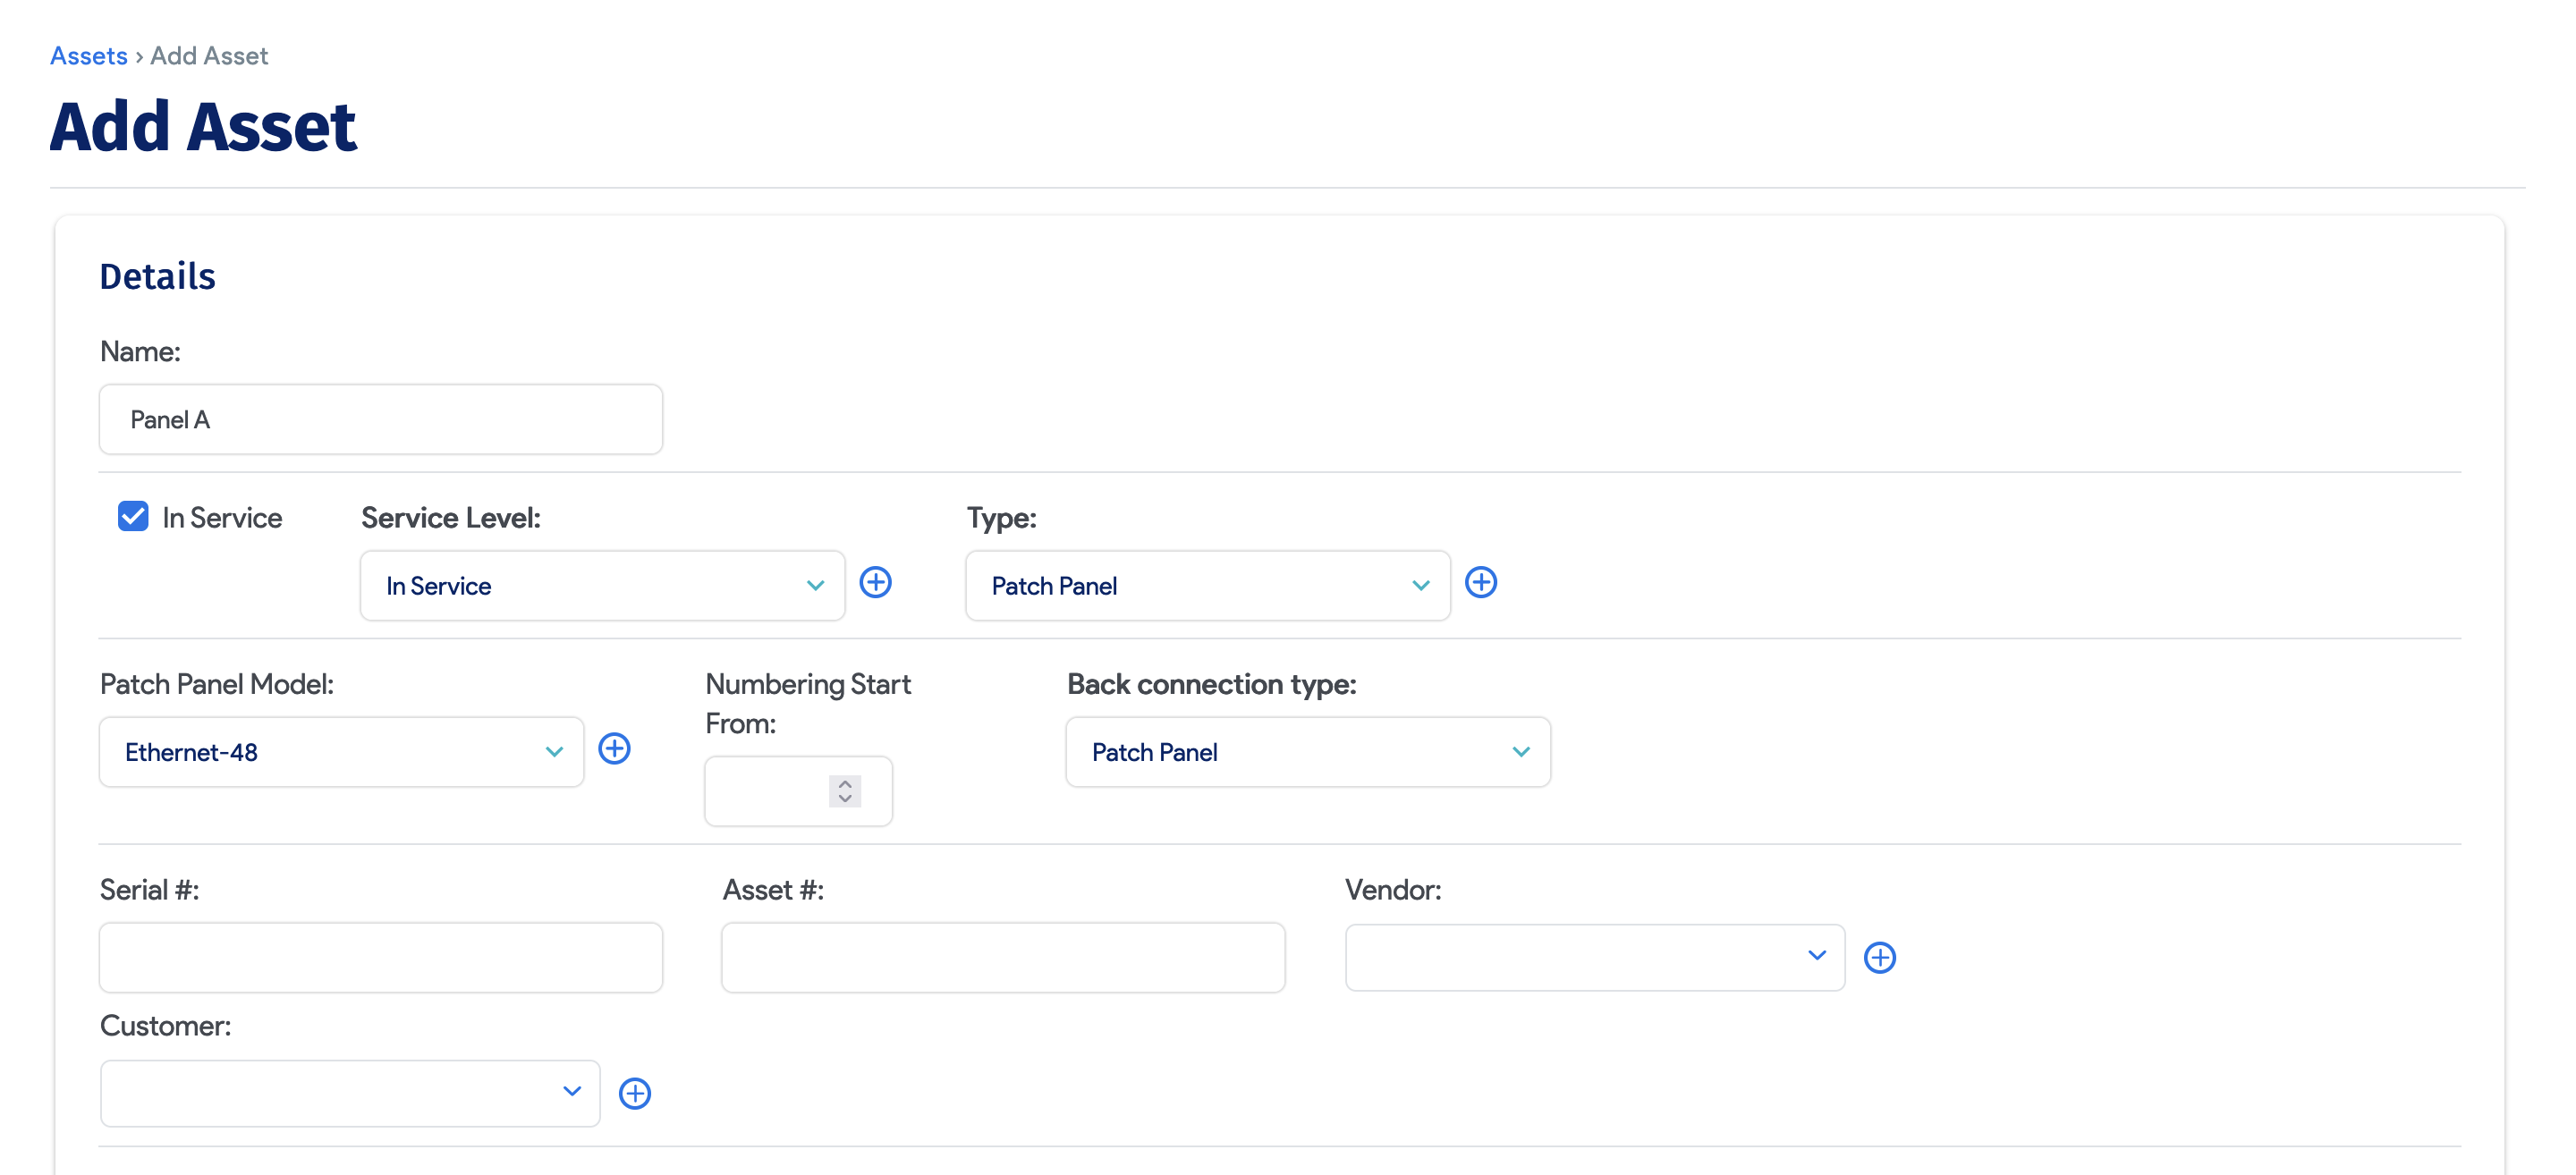 Assets › Add Asset
Add Asset
Details
Name:
Panel A
In Service
Service Level:
Type:
In Service
Patch Panel
Patch Panel Model:
Numbering Start
From:
Back connection type:
Ethernet-48
Patch Panel
Serial #:
Asset #:
Vendor:
Customer: